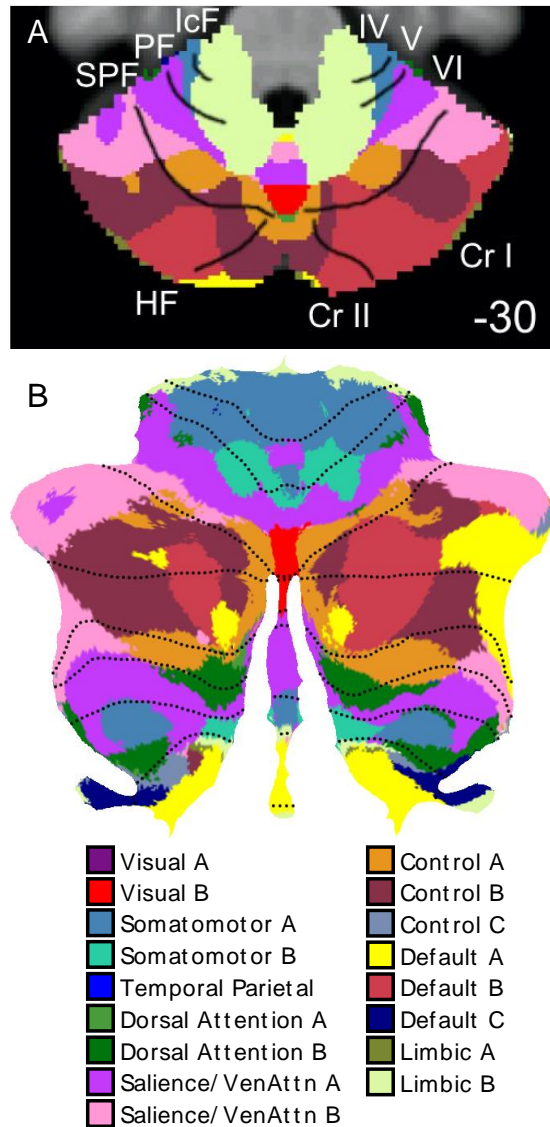 A
IcF
IV
PF
V
SPF
VI
Cr I
HF
Cr II
-30
B
Visual A
Visual B
Somatomotor A
Somatomotor B
Temporal Parietal
Dorsal Attention A
Dorsal Attention B
Salience/VenAttn A
Salience/VenAttn B
Control A
Control B
Control C
Default A
Default B
Default C
Limbic A
Limbic B